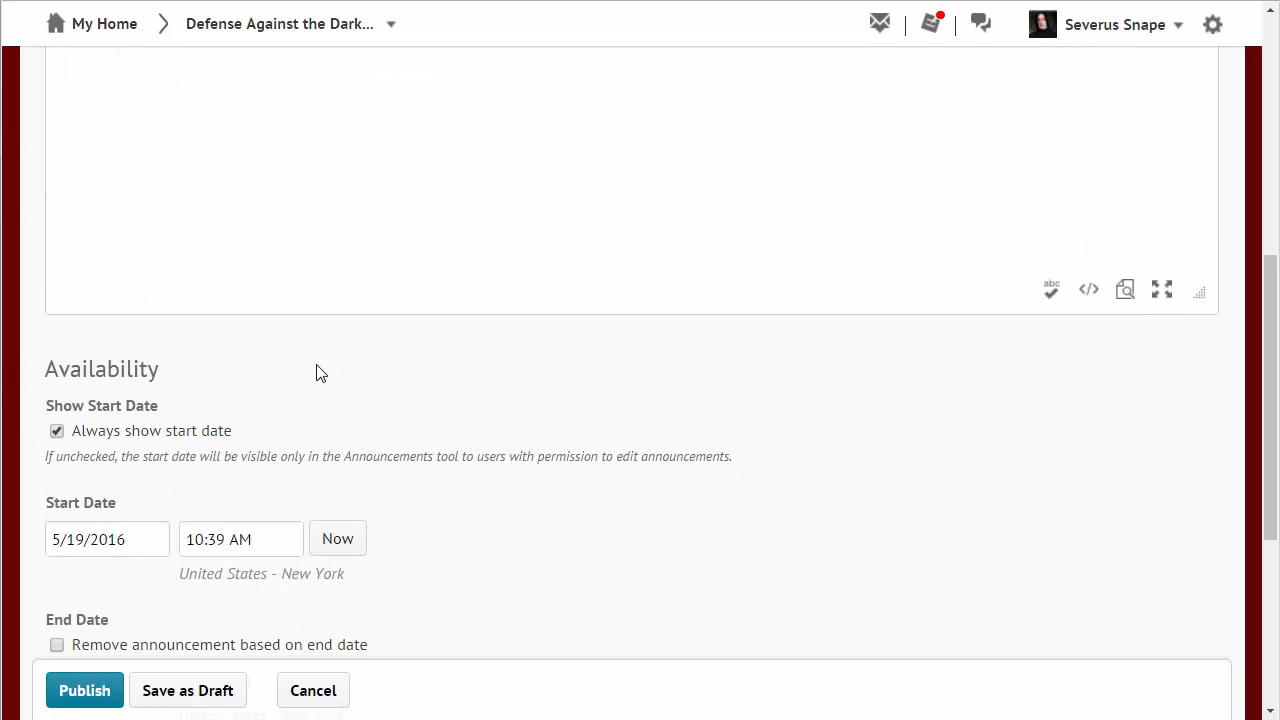 My Home
Defense Against the Dark...
Severus Snape
abc
Availability
Show Start Date
Always show start date
If unchecked, the start date will be visible only in the Announcements tool to users with permission to edit announcements.
Start Date
5/19/2016 10:39 AM Now
United States - New York
End Date
Remove announcement based on end date
Publish Save as Draft Cancel